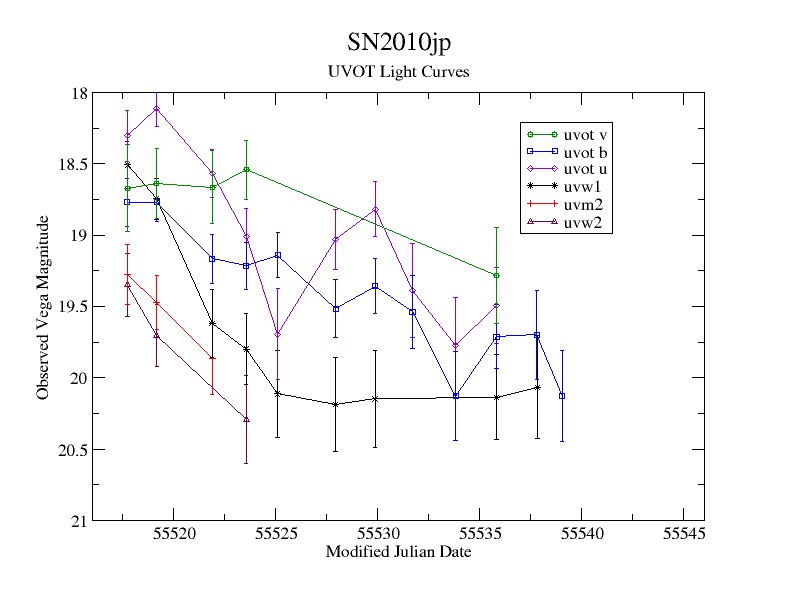 SN2010jp
UVOT Light Curves
uvot v
uvot b
uvot u
uvw1
uvm2
uvw2
Observed Vega Magnitude
18
18.5
19
19.5
20
20.5
21
55520 55525 55530 55535 55540 55545
Modified Julian Date